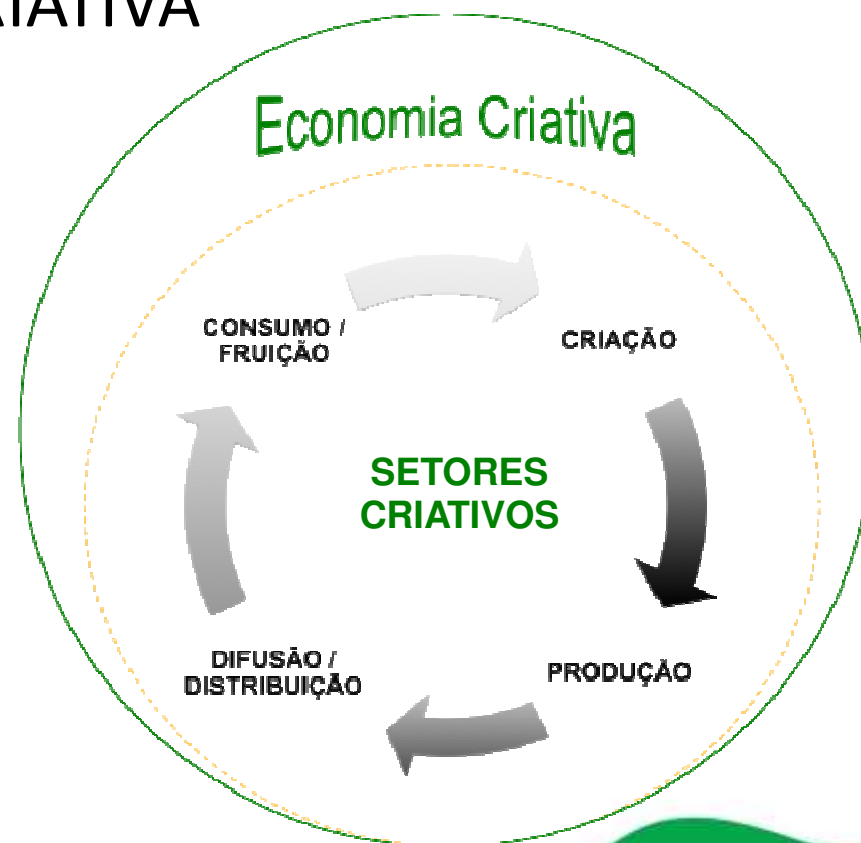 Economia Criativa
CONSUMO /
FRUIÇÃO
CRIAÇÃO
SETORES
CRIATIVOS
DIFUSÃO /
DISTRIBUIÇÃO
PRODUÇÃO